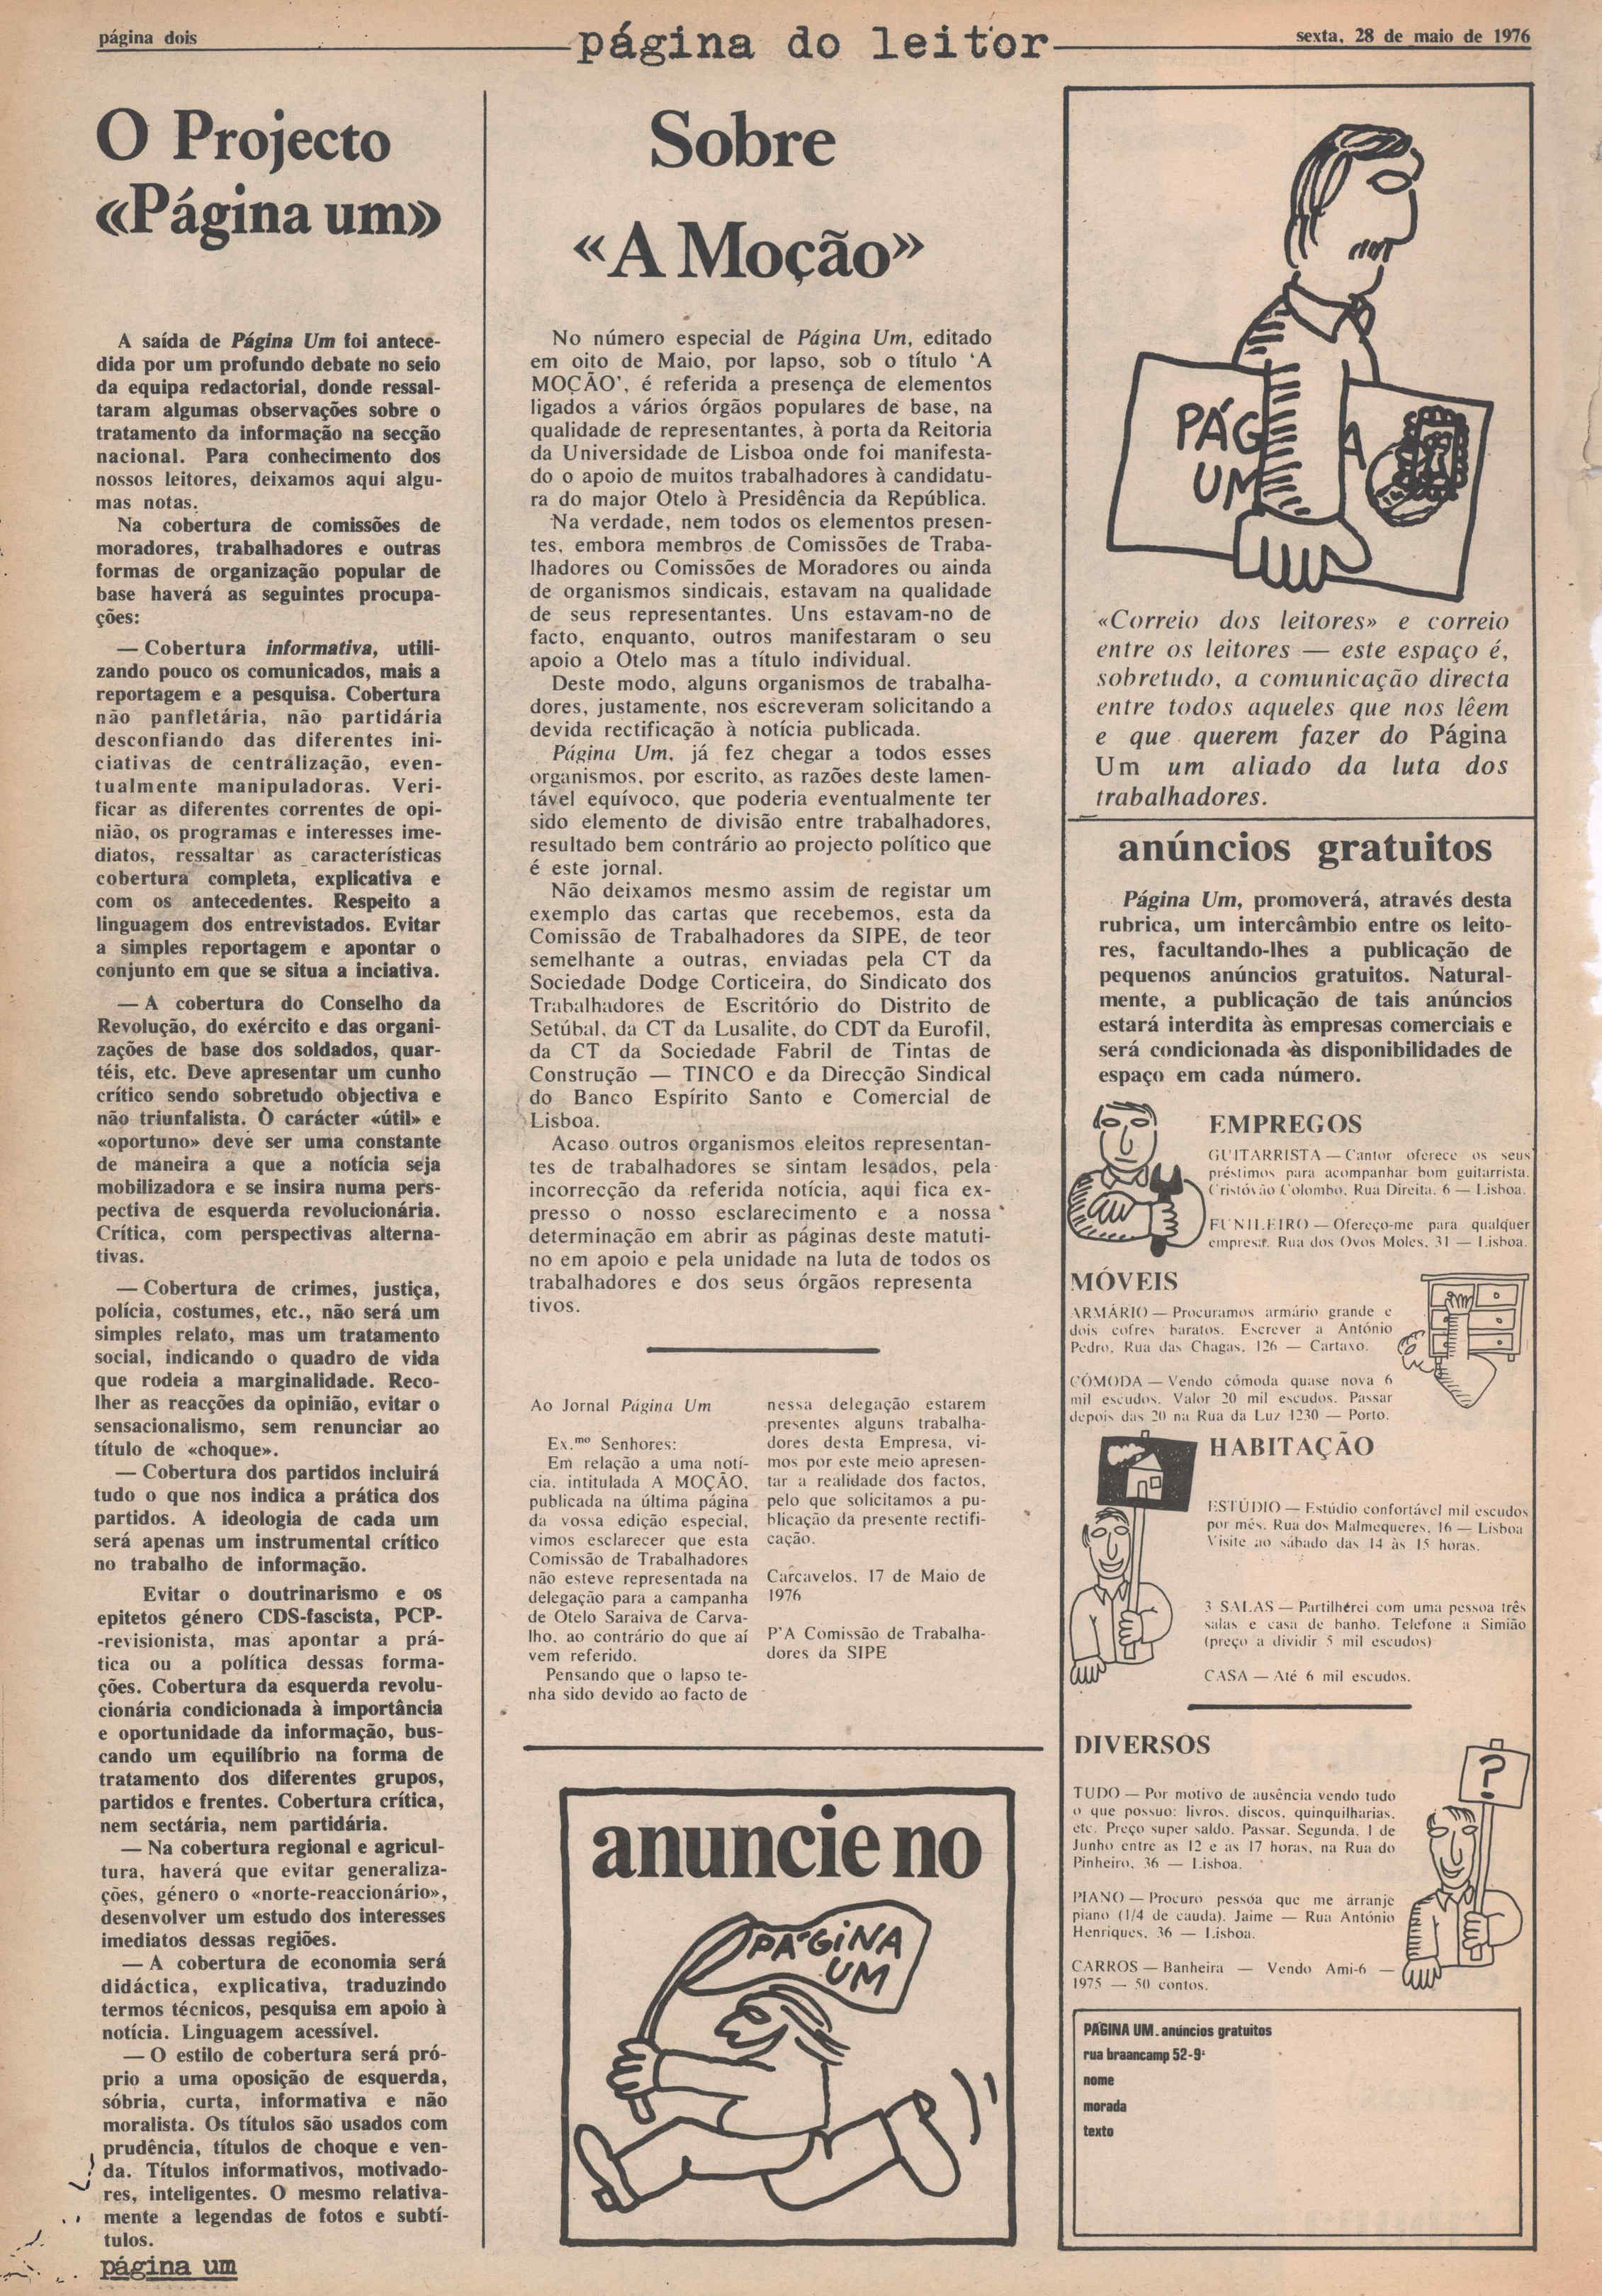 página dois
página do leitor
sexta, 28 de maio de 1976
O Projecto
«Página um»
A saída de Página Um foi antece-
dida por um profundo debate no seio
da equipa redactorial, donde ressal-
taram algumas observações sobre o
tratamento da informação na secção
nacional. Para conhecimento dos
nossos leitores, deixamos aqui algu-
mas notas.
Na cobertura de comissões de
moradores, trabalhadores e outras
formas de organização popular de
base haverá as seguintes procupa-
ções:
— Cobertura informativa, utili-
zando pouco os comunicados, mais a
reportagem e a pesquisa. Cobertura
não panfletária, não partidária
desconfiando das diferentes ini-
ciativas de centralização, even-
tualmente manipuladoras. Veri-
ficar as diferentes correntes de opi-
nião, os programas e interesses ime-
diatos, ressaltar as características
cobertura completa, explicativa e
com os antecedentes. Respeito a
linguagem dos entrevistados. Evitar
a simples reportagem e apontar o
conjunto em que se situa a inciativa.
— A cobertura do Conselho da
Revolução, do exército e das organi-
zações de base dos soldados, quar-
téis, etc. Deve apresentar um cunho
crítico sendo sobretudo objectiva e
não triunfalista. O carácter «útil» e
«oportuno» deve ser uma constante
de maneira a que a notícia seja
mobilizadora e se insira numa pers-
pectiva de esquerda revolucionária.
Crítica, com perspectivas alterna-
tivas.
— Cobertura de crimes, justiça,
polícia, costumes, etc., não será um
simples relato, mas um tratamento
social, indicando o quadro de vida
que rodeia a marginalidade. Reco-
lher as reacções da opinião, evitar o
sensacionalismo, sem renunciar ao
título de «choque».
— Cobertura dos partidos incluirá
tudo o que nos indica a prática dos
partidos. A ideologia de cada um
será apenas um instrumental crítico
no trabalho de informação.
Evitar o doutrinarismo e os
epitetos género CDS-fascista, PCP-
-revisionista, mas apontar a prá-
tica ou a política dessas forma-
ções. Cobertura da esquerda revolu-
cionária condicionada à importância
e oportunidade da informação, bus-
cando um equilíbrio na forma de
tratamento dos diferentes grupos,
partidos e frentes. Cobertura crítica,
nem sectária, nem partidária.
— Na cobertura regional e agricul-
tura, haverá que evitar generaliza-
ções, género o «norte-reaccionário»,
desenvolver um estudo dos interesses
imediatos dessas regiões.
— A cobertura de economia será
didáctica, explicativa, traduzindo
termos técnicos, pesquisa em apoio à
notícia. Linguagem acessível.
— O estilo de cobertura será pró-
prio a uma oposição de esquerda,
sóbria, curta, informativa e não
moralista. Os títulos são usados com
prudência, títulos de choque e ven-
da. Títulos informativos, motivado-
res, inteligentes. O mesmo relativa-
mente a legendas de fotos e subtí-
tulos.
página um
Sobre
«A Moção»
No número especial de Página Um, editado
em oito de Maio, por lapso, sob o título 'A
MOÇÃO', é referida a presença de elementos
ligados a vários órgãos populares de base, na
qualidade de representantes, à porta da Reitoria
da Universidade de Lisboa onde foi manifesta-
do o apoio de muitos trabalhadores à candidatu-
ra do major Otelo à Presidência da República.
Na verdade, nem todos os elementos presen-
tes, embora membros de Comissões de Traba-
lhadores ou Comissões de Moradores ou ainda
de organismos sindicais, estavam na qualidade
de seus representantes. Uns estavam-no de
facto, enquanto, outros manifestaram o seu
apoio a Otelo mas a título individual.
Deste modo, alguns organismos de trabalha-
dores, justamente, nos escreveram solicitando a
devida rectificação à notícia publicada.
Página Um, já fez chegar a todos esses
organismos, por escrito, as razões deste lamen-
tável equívoco, que poderia eventualmente ter
sido elemento de divisão entre trabalhadores,
resultado bem contrário ao projecto político que
é este jornal.
Não deixamos mesmo assim de registar um
exemplo das cartas que recebemos, esta da
Comissão de Trabalhadores da SIPE, de teor
semelhante a outras, enviadas pela CT da
Sociedade Dodge Corticeira, do Sindicato dos
Trabalhadores de Escritório do Distrito de
Setúbal, da CT da Lusalite, do CDT da Eurofil,
da CT da Sociedade Fabril de Tintas de
Construção — TINCO e da Direcção Sindical
do Banco Espírito Santo e Comercial de
Lisboa.
Acaso outros organismos eleitos representan-
tes de trabalhadores se sintam lesados, pela
incorrecção da referida notícia, aqui fica ex-
presso o nosso esclarecimento e a nossa
determinação em abrir as páginas deste matuti-
no em apoio e pela unidade na luta de todos os
trabalhadores e dos seus órgãos representa
tivos.
Ao Jornal Página Um
Ex.mo Senhores:
Em relação a uma notí-
cia, intitulada A MOÇÃO,
publicada na última página
da vossa edição especial,
vimos esclarecer que esta
Comissão de Trabalhadores
não esteve representada na
delegação para a campanha
de Otelo Saraiva de Carva-
lho, ao contrário do que aí
vem referido.
Pensando que o lapso te-
nha sido devido ao facto de
nessa delegação estarem
presentes alguns trabalha-
dores desta Empresa, vi-
mos por este meio apresen-
tar a realidade dos factos,
pelo que solicitamos a pu-
blicação da presente rectifi-
cação.
Carcavelos, 17 de Maio de
1976
P'A Comissão de Trabalha-
dores da SIPE
anuncie no
PÁGINA
UM
PÁG A
UM
«Correio dos leitores» e correio
entre os leitores — este espaço é,
sobretudo, a comunicação directa
entre todos aqueles que nos lêem
e que querem fazer do Página
Um um aliado da luta dos
trabalhadores.
anúncios gratuitos
Página Um, promoverá, através desta
rubrica, um intercâmbio entre os leito-
res, facultando-lhes a publicação de
pequenos anúncios gratuitos. Natural-
mente, a publicação de tais anúncios
estará interdita às empresas comerciais e
será condicionada às disponibilidades de
espaço em cada número.
EMPREGOS
GUITARRISTA — Cantor oferece os seus
préstimos para acompanhar bom guitarrista.
Cristóvão Colombo, Rua Direita, 6 — Lisboa.
FUNILEIRO — Ofereço-me para qualquer
empresa. Rua dos Ovos Moles, 31 — Lisboa.
MÓVEIS
ARMÁRIO — Procuramos armário grande e
dois cofres baratos. Escrever a António
Pedro, Rua das Chagas, 126 — Cartaxo.
CÓMODA — Vendo cómoda quase nova 6
mil escudos. Valor 20 mil escudos. Passar
depois das 20 na Rua da Luz 1230 — Porto.
HABITAÇÃO
ESTÚDIO — Estúdio confortável mil escudos
por mês. Rua dos Malmequeres, 16 — Lisboa
Visite ao sábado das 14 às 15 horas.
3 SALAS — Partilherei com uma pessoa três
salas e casa de banho. Telefone a Simião
(preço a dividir 5 mil escudos)
CASA — Até 6 mil escudos.
DIVERSOS
?
TUDO — Por motivo de ausência vendo tudo
o que possuo: livros, discos, quinquilharias,
etc. Preço super saldo. Passar, Segunda, 1 de
Junho entre as 12 e as 17 horas, na Rua do
Pinheiro, 36 — Lisboa.
PIANO — Procuro pessoa que me arranje
piano (1/4 de cauda). Jaime — Rua António
Henriques, 36 — Lisboa.
CARROS — Banheira — Vendo Ami-6 —
1975 — 50 contos.
PÁGINA UM. anúncios gratuitos
rua braancamp 52-9º
nome
morada
texto